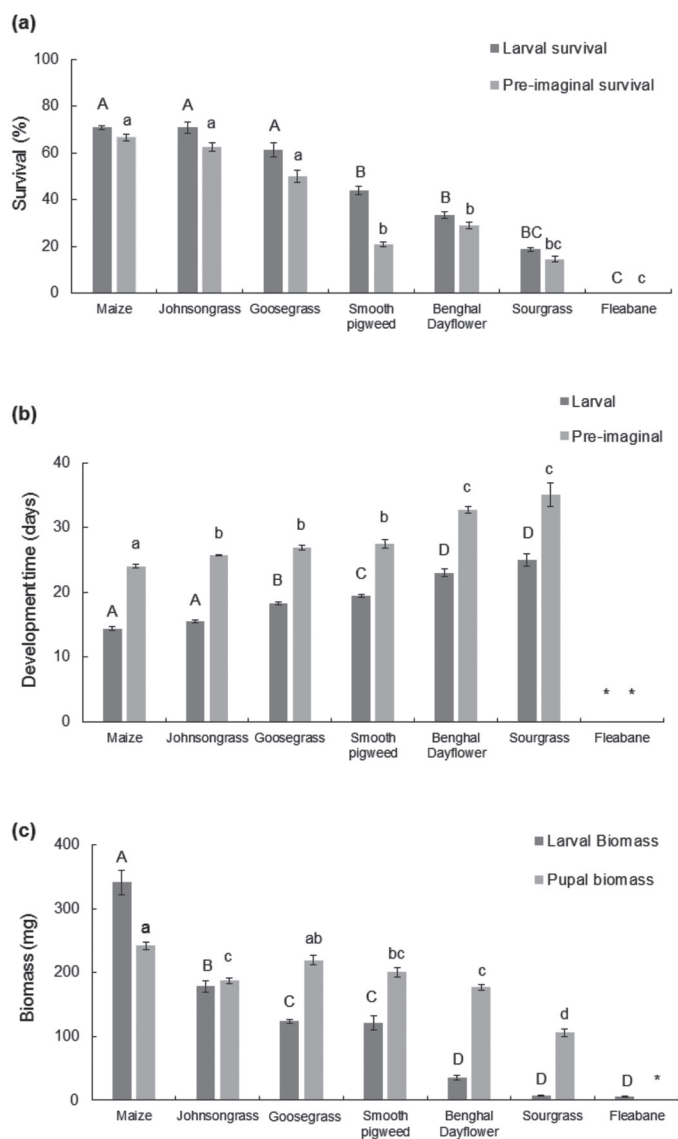 (a)
Larval survival
Pre-imaginal survival
100
80
60
40
20
0
Survival (%)
A a A a A a B b B b BC bc C c
Maize Johnsongrass Goosegrass Smooth pigweed Benghal Dayflower Sourgrass Fleabane
(b)
Larval
Pre-imaginal
40
30
20
10
0
Development time (days)
A a A b B b C b D c D c * *
Maize Johnsongrass Goosegrass Smooth pigweed Benghal Dayflower Sourgrass Fleabane
(c)
Larval Biomass
Pupal biomass
400
300
200
100
0
Biomass (mg)
A a B c C ab C bc D c D d D *
Maize Johnsongrass Goosegrass Smooth pigweed Benghal Dayflower Sourgrass Fleabane